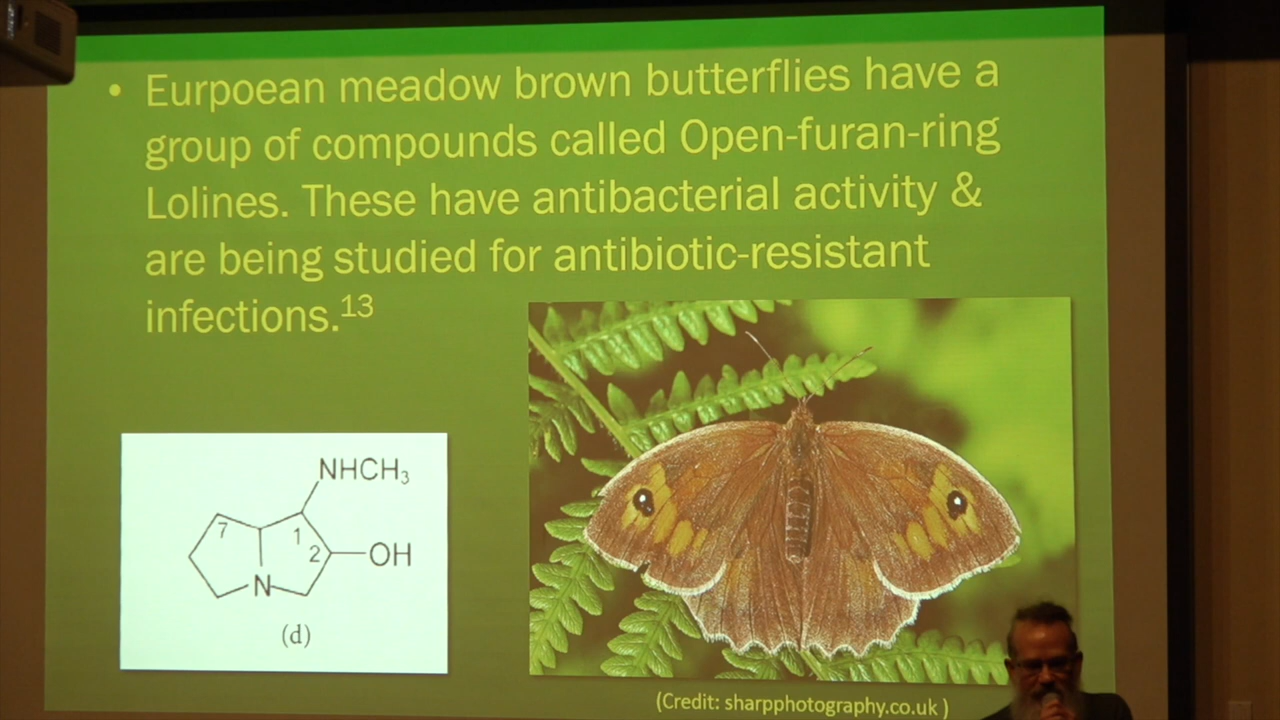 • Eurpoean meadow brown butterflies have a
group of compounds called Open-furan-ring
Lolines. These have antibacterial activity &
are being studied for antibiotic-resistant
infections.13
NHCH3
7
1
2
OH
N
(d)
(Credit: sharpphotography.co.uk )